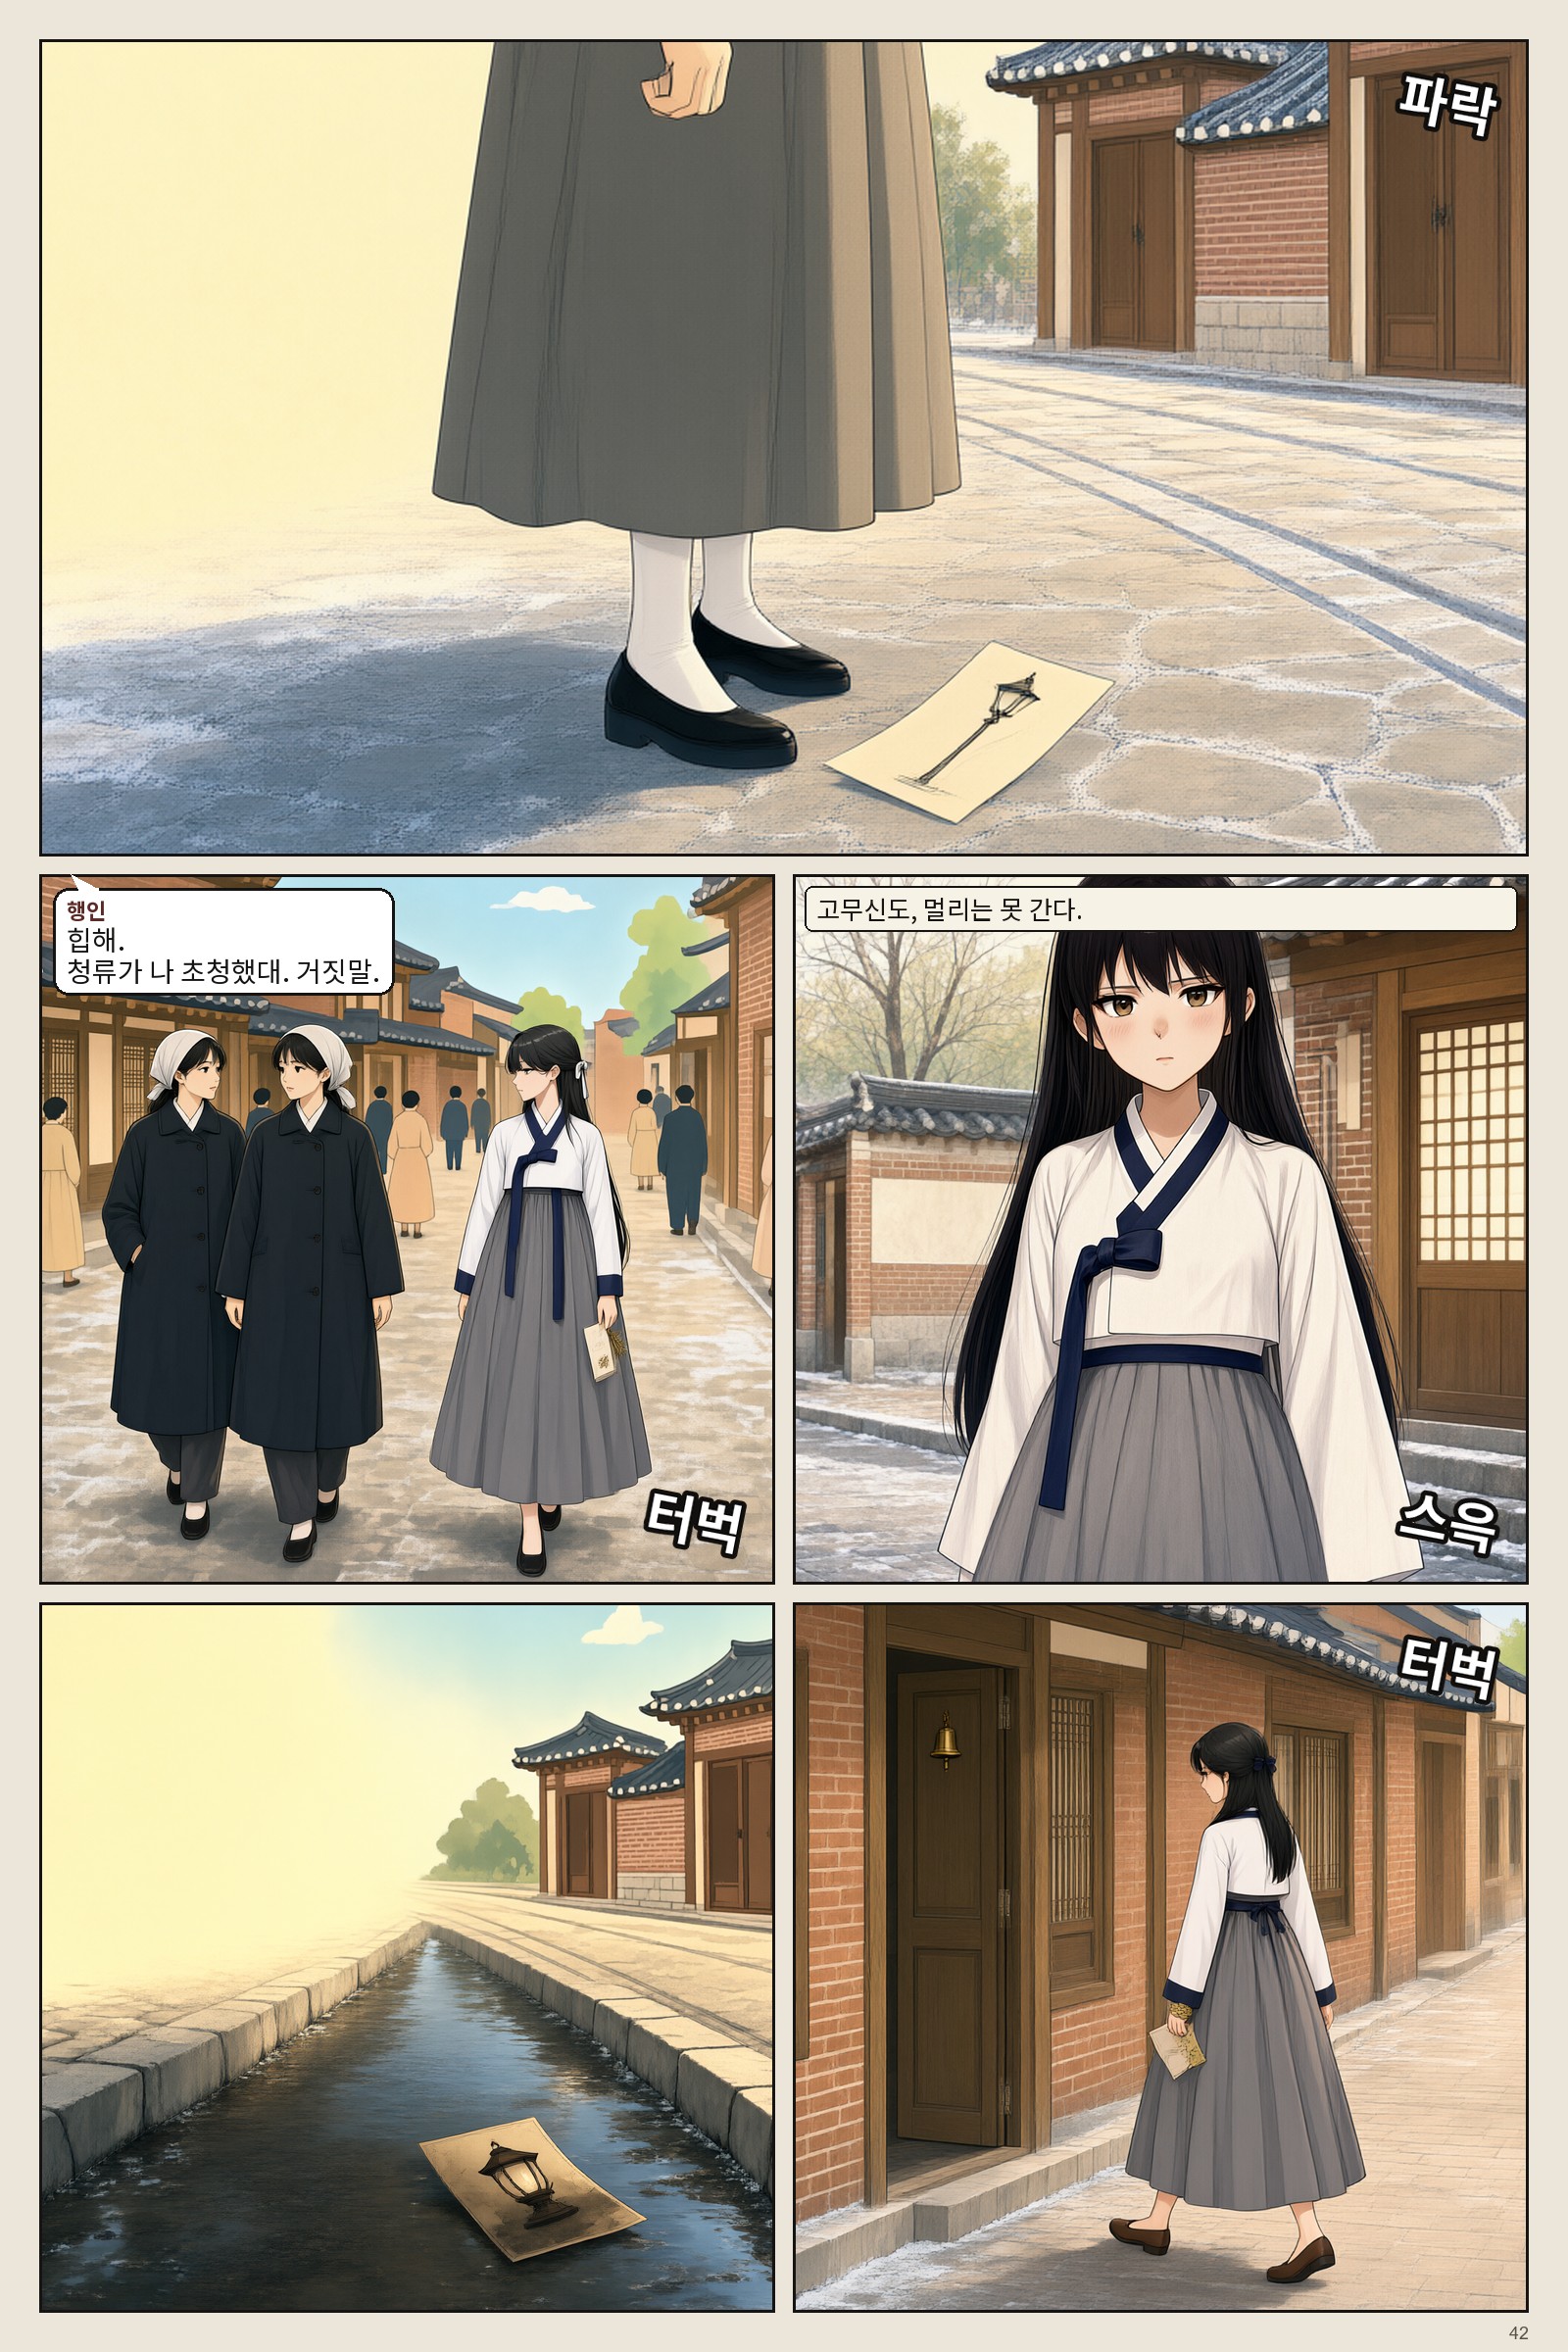 파락
행인
힙해.
청류가 나 초청했대. 거짓말.
터벅
고무신도, 멀리는 못 간다.
스윽
터벅
42